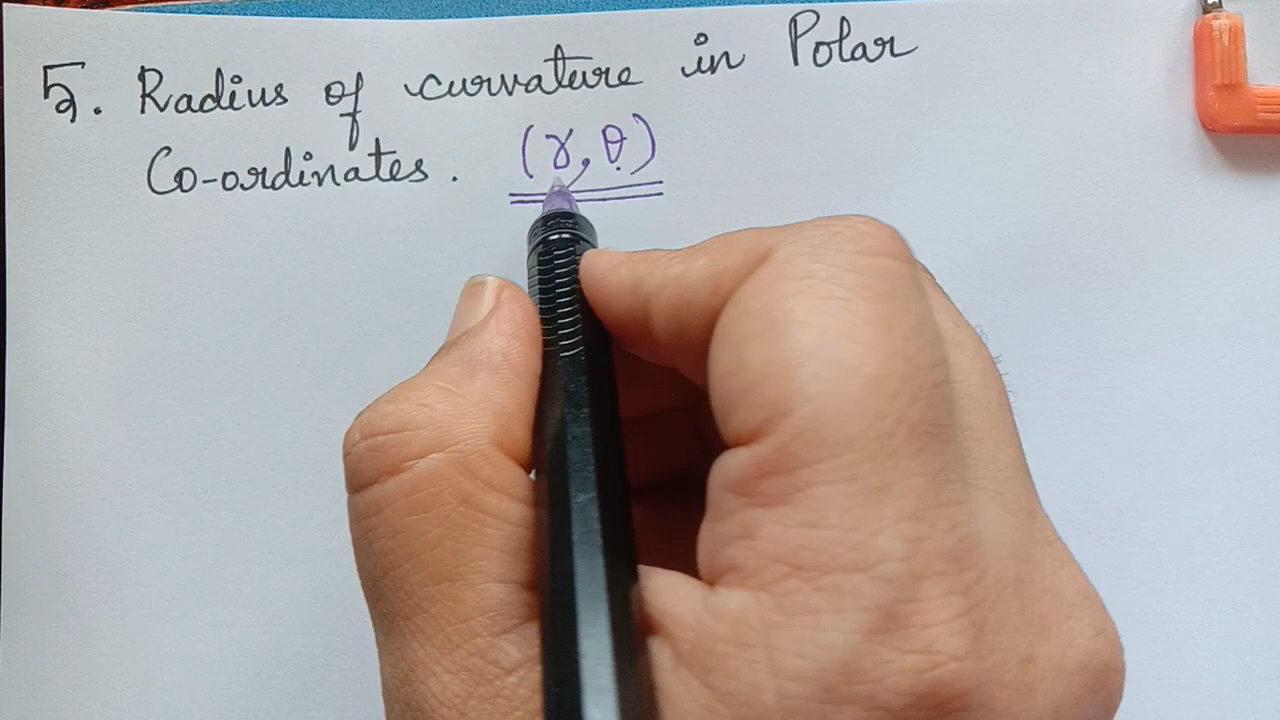 5. Radius of curvature in Polar
Co-ordinates. (r, θ)